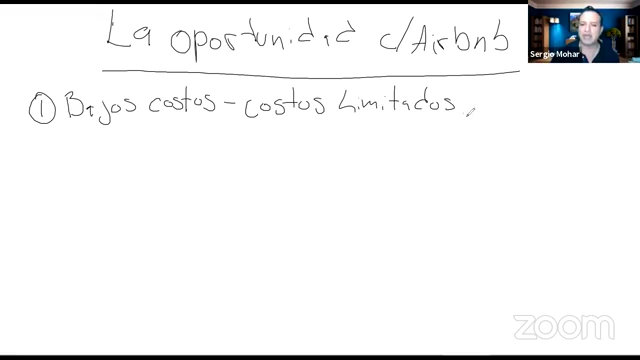 La oportunidad c/Airbnb
Sergio Mohar
① Bajos costos - costos limitados.
zoom